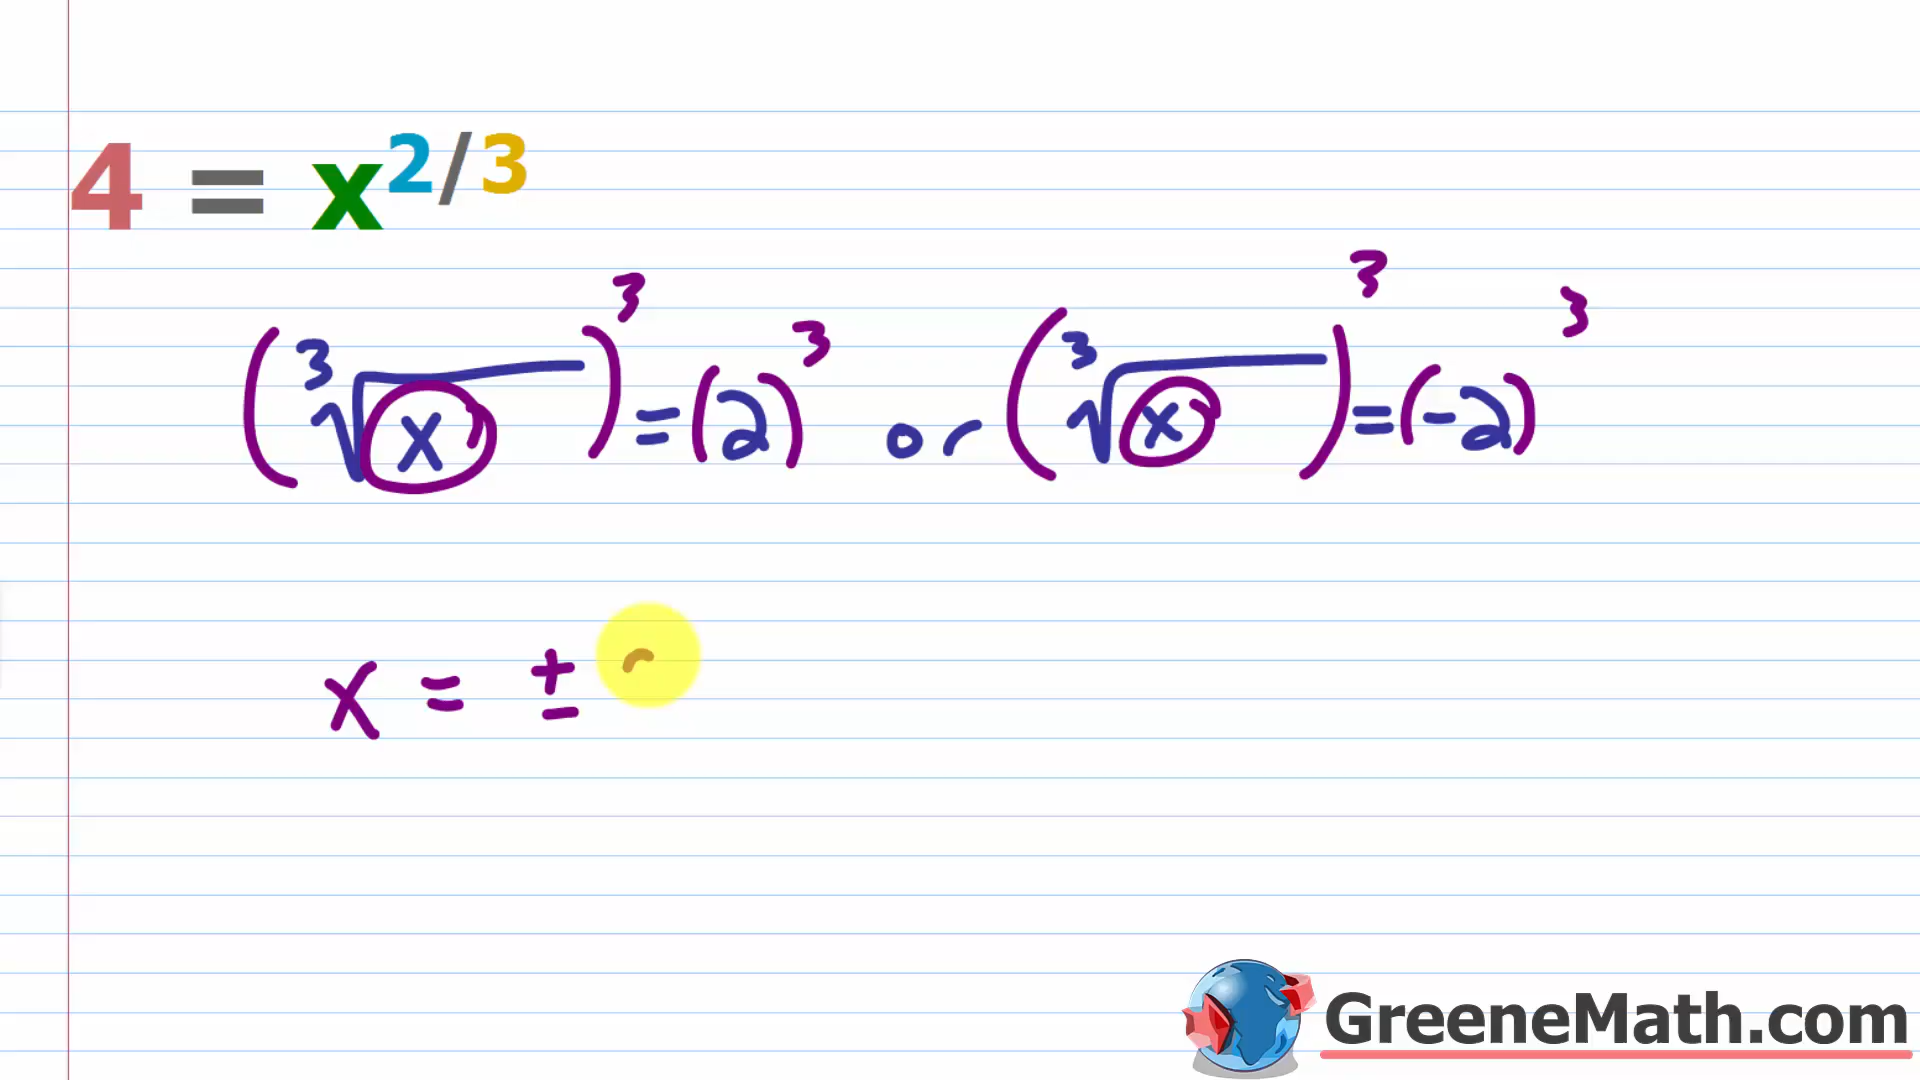 4 = x^(2/3)
(∛x)³ = (2)³ or (∛x)³ = (-2)³
x = ±
GreeneMath.com